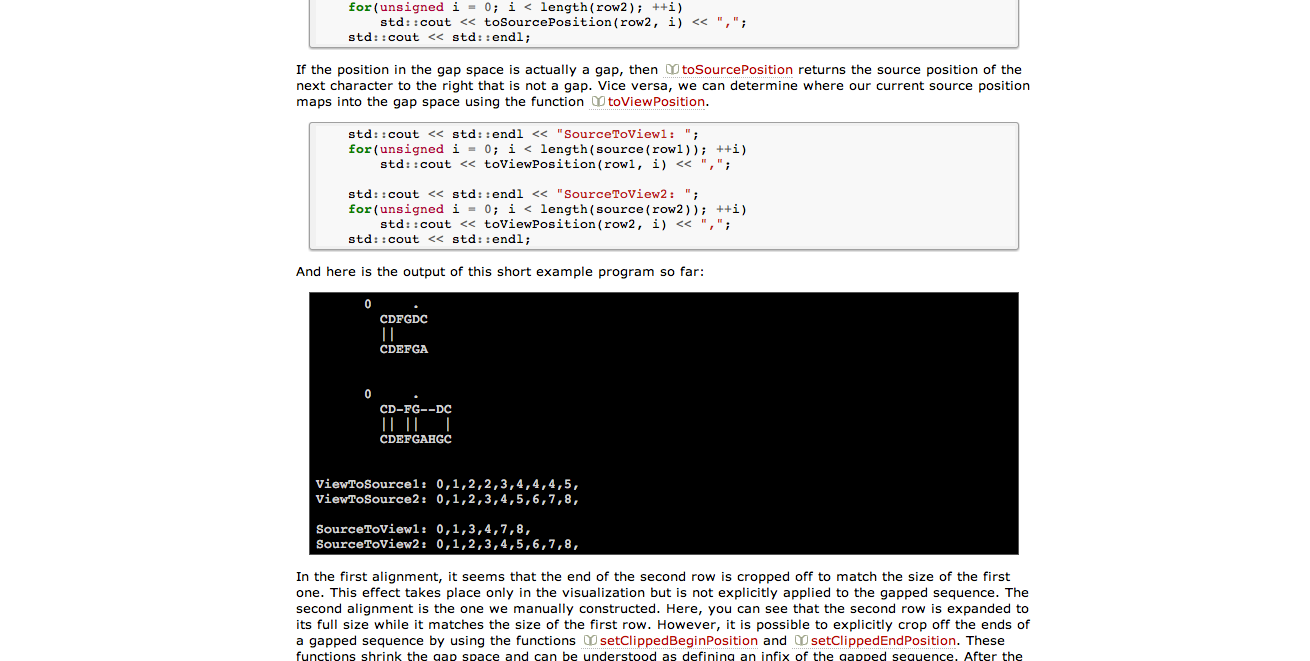 for(unsigned i = 0; i < length(row2); ++i)
    std::cout << toSourcePosition(row2, i) << ",";
std::cout << std::endl;
If the position in the gap space is actually a gap, then toSourcePosition returns the source position of the
next character to the right that is not a gap. Vice versa, we can determine where our current source position
maps into the gap space using the function toViewPosition.
std::cout << std::endl << "SourceToView1: ";
for(unsigned i = 0; i < length(source(row1)); ++i)
    std::cout << toViewPosition(row1, i) << ",";
std::cout << std::endl << "SourceToView2: ";
for(unsigned i = 0; i < length(source(row2)); ++i)
    std::cout << toViewPosition(row2, i) << ",";
std::cout << std::endl;
And here is the output of this short example program so far:
      0     .
        CDFGDC
        ||
        CDEFGA
      0     .
        CD-FG--DC
        || ||   |
        CDEFGAHGC
ViewToSource1: 0,1,2,2,3,4,4,4,5,
ViewToSource2: 0,1,2,3,4,5,6,7,8,
SourceToView1: 0,1,3,4,7,8,
SourceToView2: 0,1,2,3,4,5,6,7,8,
In the first alignment, it seems that the end of the second row is cropped off to match the size of the first
one. This effect takes place only in the visualization but is not explicitly applied to the gapped sequence. The
second alignment is the one we manually constructed. Here, you can see that the second row is expanded to
its full size while it matches the size of the first row. However, it is possible to explicitly crop off the ends of
a gapped sequence by using the functions setClippedBeginPosition and setClippedEndPosition. These
functions shrink the gap space and can be understood as defining an infix of the gapped sequence. After the